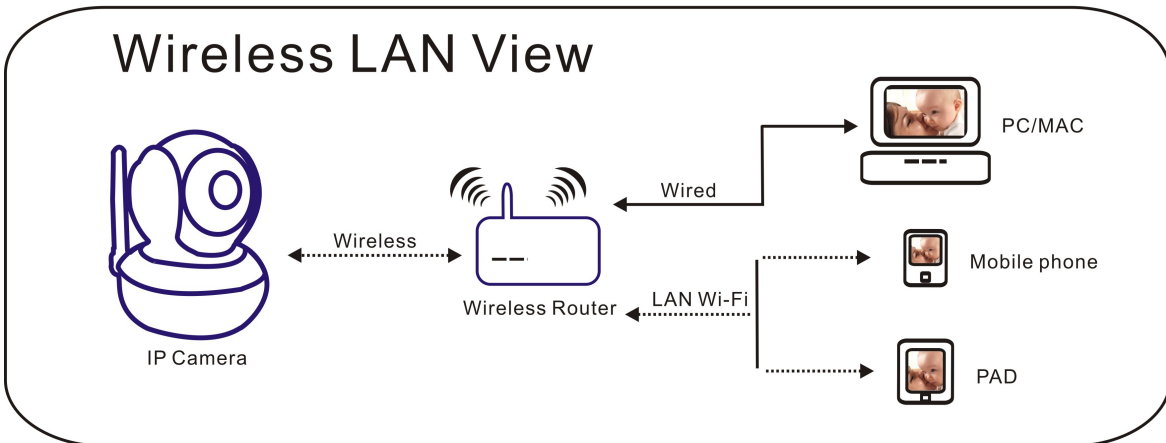 Wireless LAN View
PC/MAC
Wired
Wireless
Mobile phone
LAN Wi-Fi
Wireless Router
IP Camera
PAD